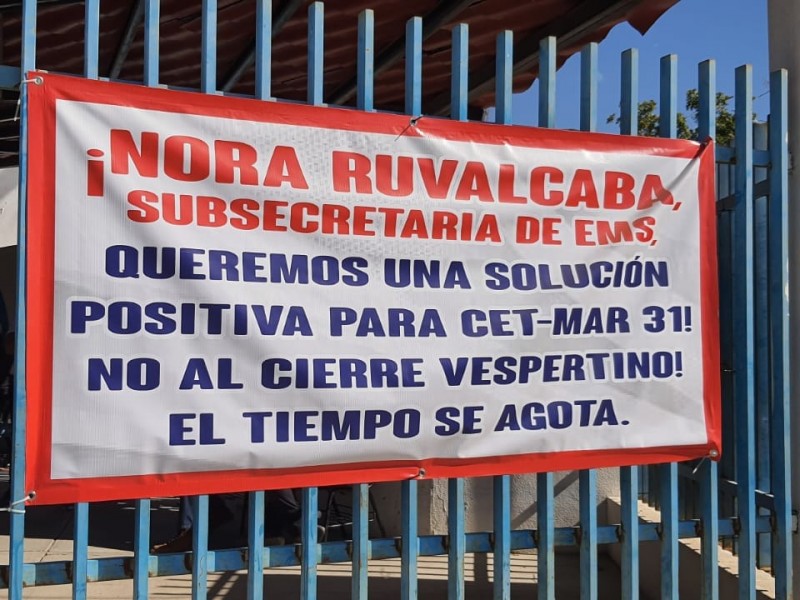 ¡NORA RUVALCABA,
SUBSECRETARIA DE EMS,
QUEREMOS UNA SOLUCIÓN
POSITIVA PARA CET-MAR 31!
NO AL CIERRE VESPERTINO!
EL TIEMPO SE AGOTA.